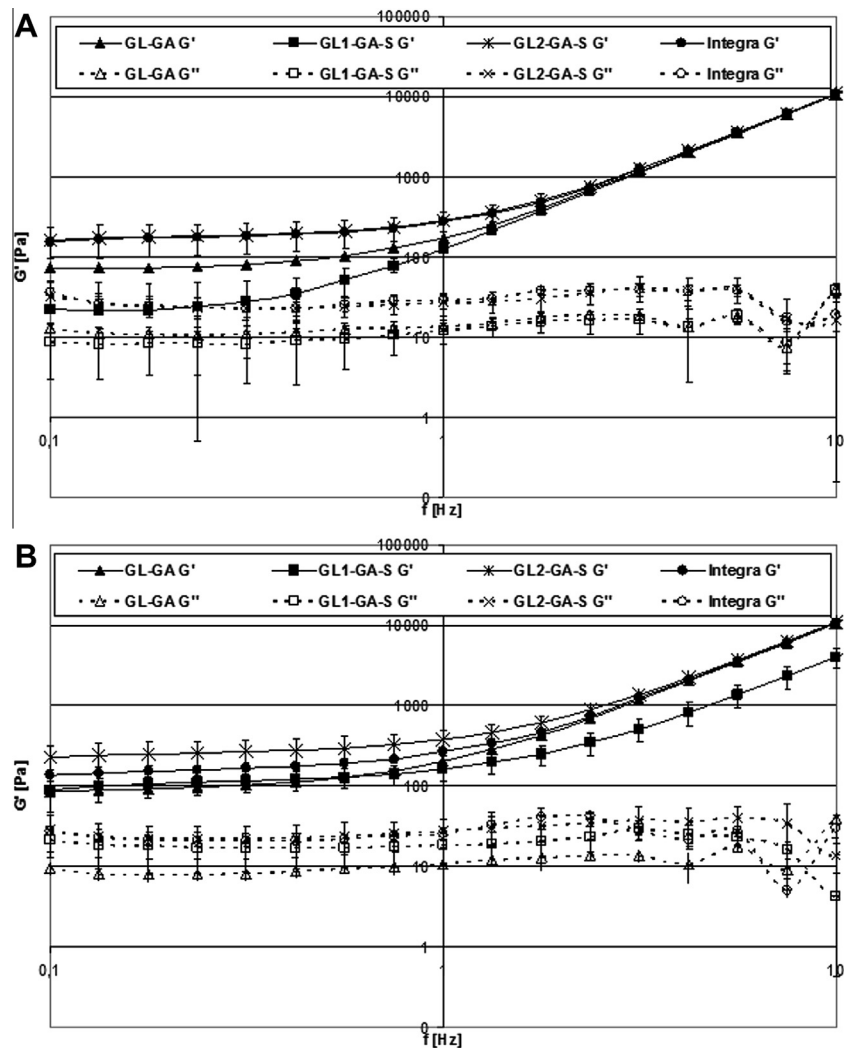 A
100000
GL-GA G' GL1-GA-S G' GL2-GA-S G' Integra G'
GL-GA G" GL1-GA-S G" GL2-GA-S G" Integra G"
10000
1000
G' [Pa]
100
10
1
0,1 1 10
0
f [Hz]
B
100000
GL-GA G' GL1-GA-S G' GL2-GA-S G' Integra G'
GL-GA G" GL1-GA-S G" GL2-GA-S G" Integra G"
10000
1000
G' [Pa]
100
10
1
0,1 1 10
0
f [Hz]